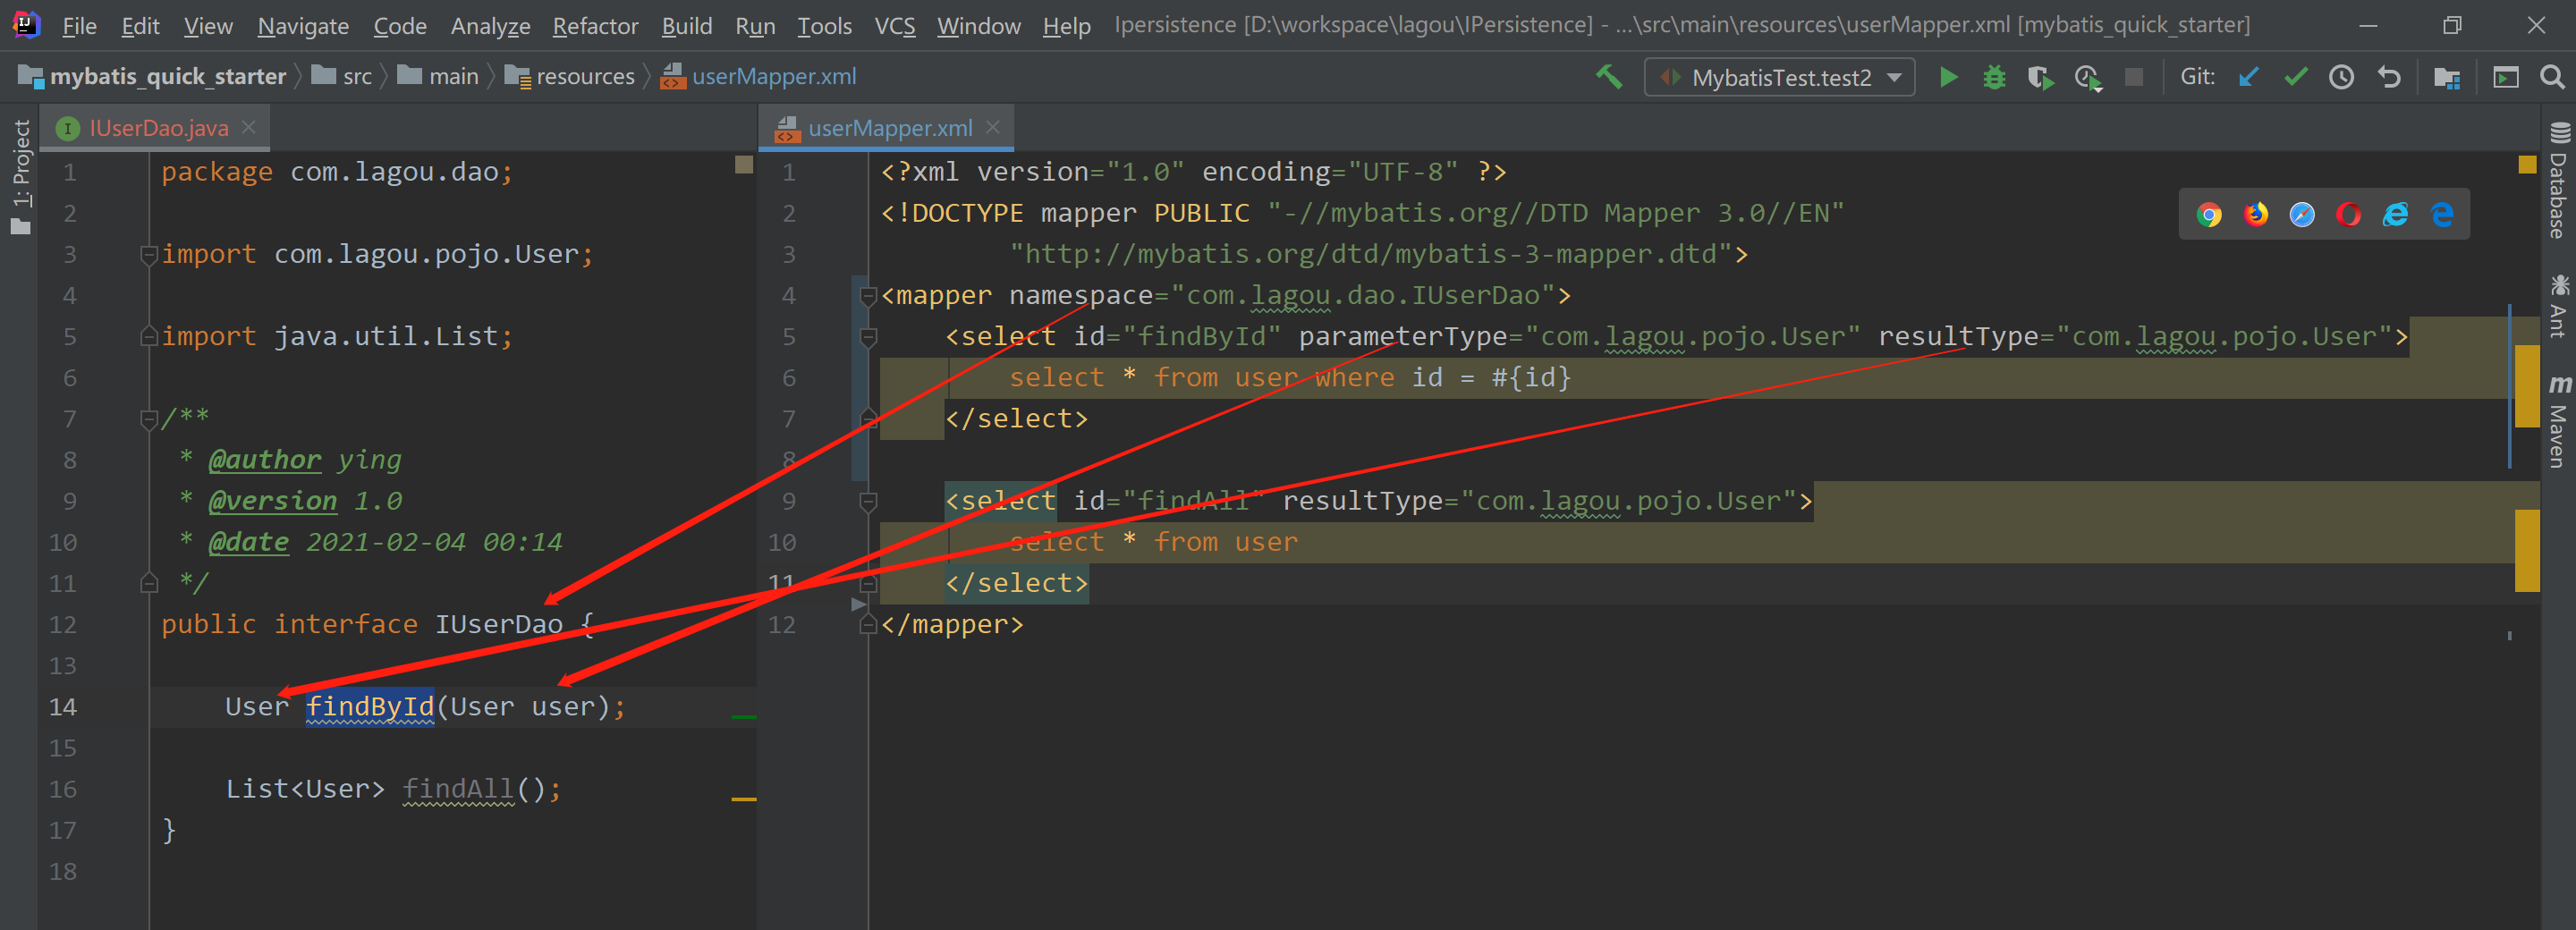 File Edit View Navigate Code Analyze Refactor Build Run Tools VCS Window Help Ipersistence [D:\workspace\lagou\IPersistence] - ...\src\main\resources\userMapper.xml [mybatis_quick_starter]
mybatis_quick_starter src main resources userMapper.xml MybatisTest.test2 Git:
1: Project
IUserDao.java
1 package com.lagou.dao;
2
3 import com.lagou.pojo.User;
4
5 import java.util.List;
6
7 /**
8 * @author ying
9 * @version 1.0
10 * @date 2021-02-04 00:14
11 */
12 public interface IUserDao {
13
14 User findById(User user);
15
16 List<User> findAll();
17 }
18
userMapper.xml
1 <?xml version="1.0" encoding="UTF-8" ?>
2 <!DOCTYPE mapper PUBLIC "-//mybatis.org//DTD Mapper 3.0//EN"
3 "http://mybatis.org/dtd/mybatis-3-mapper.dtd">
4 <mapper namespace="com.lagou.dao.IUserDao">
5 <select id="findById" parameterType="com.lagou.pojo.User" resultType="com.lagou.pojo.User">
6 select * from user where id = #{id}
7 </select>
8
9 <select id="findAll" resultType="com.lagou.pojo.User">
10 select * from user
11 </select>
12 </mapper>
Database
Ant
m Maven